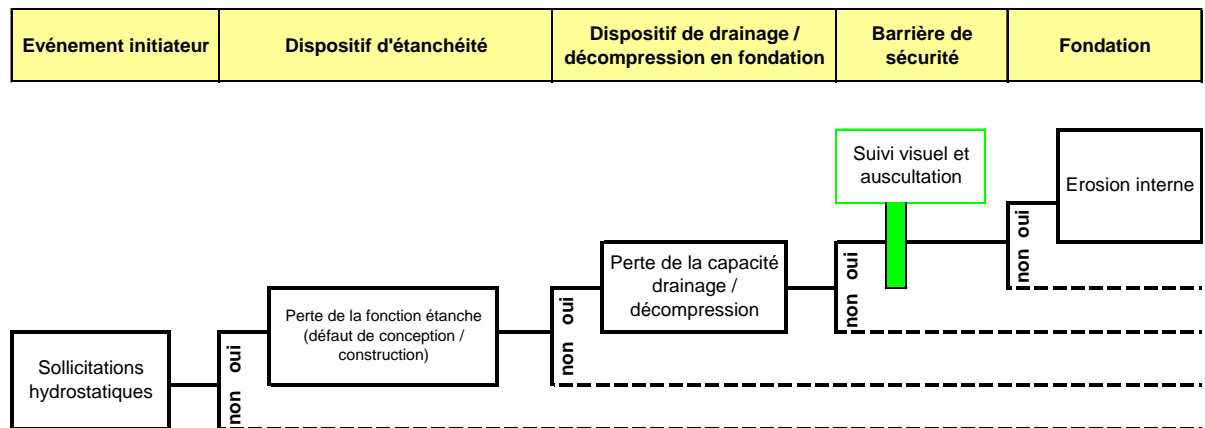 Evénement initiateur
Dispositif d'étanchéité
Dispositif de drainage /
décompression en fondation
Barrière de
sécurité
Fondation
Suivi visuel et
auscultation
Erosion interne
oui
non
Perte de la capacité
drainage /
décompression
oui
non
Perte de la fonction étanche
(défaut de conception /
construction)
oui
non
Sollicitations
hydrostatiques
oui
non